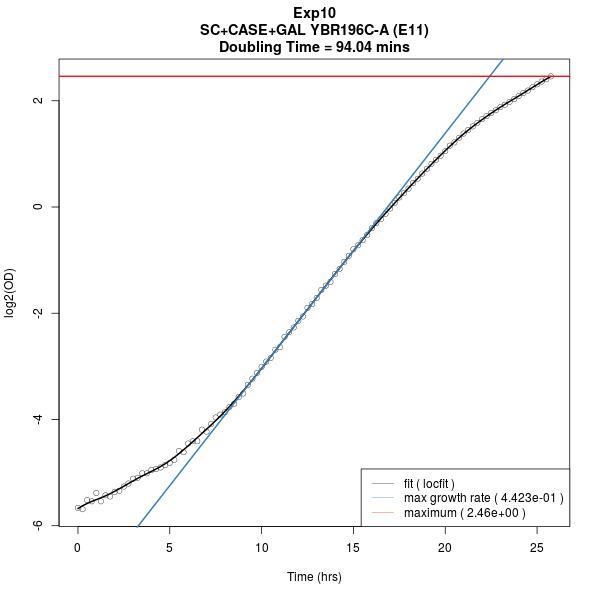 Exp10
SC+CASE+GAL YBR196C-A (E11)
Doubling Time = 94.04 mins
log2(OD)
2
0
-2
-4
-6
fit ( locfit )
max growth rate ( 4.423e-01 )
maximum ( 2.46e+00 )
0 5 10 15 20 25
Time (hrs)